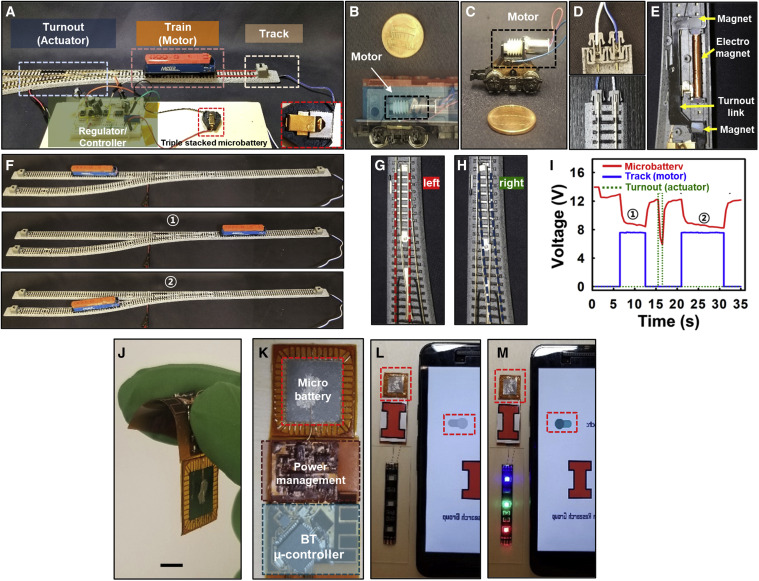 A
Turnout
(Actuator)
Train
(Motor)
Track
Regulator/
Controller
Triple stacked microbattery
B
Motor
C
Motor
D
E
Magnet
Electro
magnet
Turnout
link
Magnet
F
①
②
G
left
H
right
I
Microbattery
Track (motor)
Turnout (actuator)
①
②
Voltage (V)
16
12
8
4
0
0 5 10 15 20 25 30 35
Time (s)
J
K
Micro
battery
Power
management
BT
μ-controller
L
I
I
M
I
I